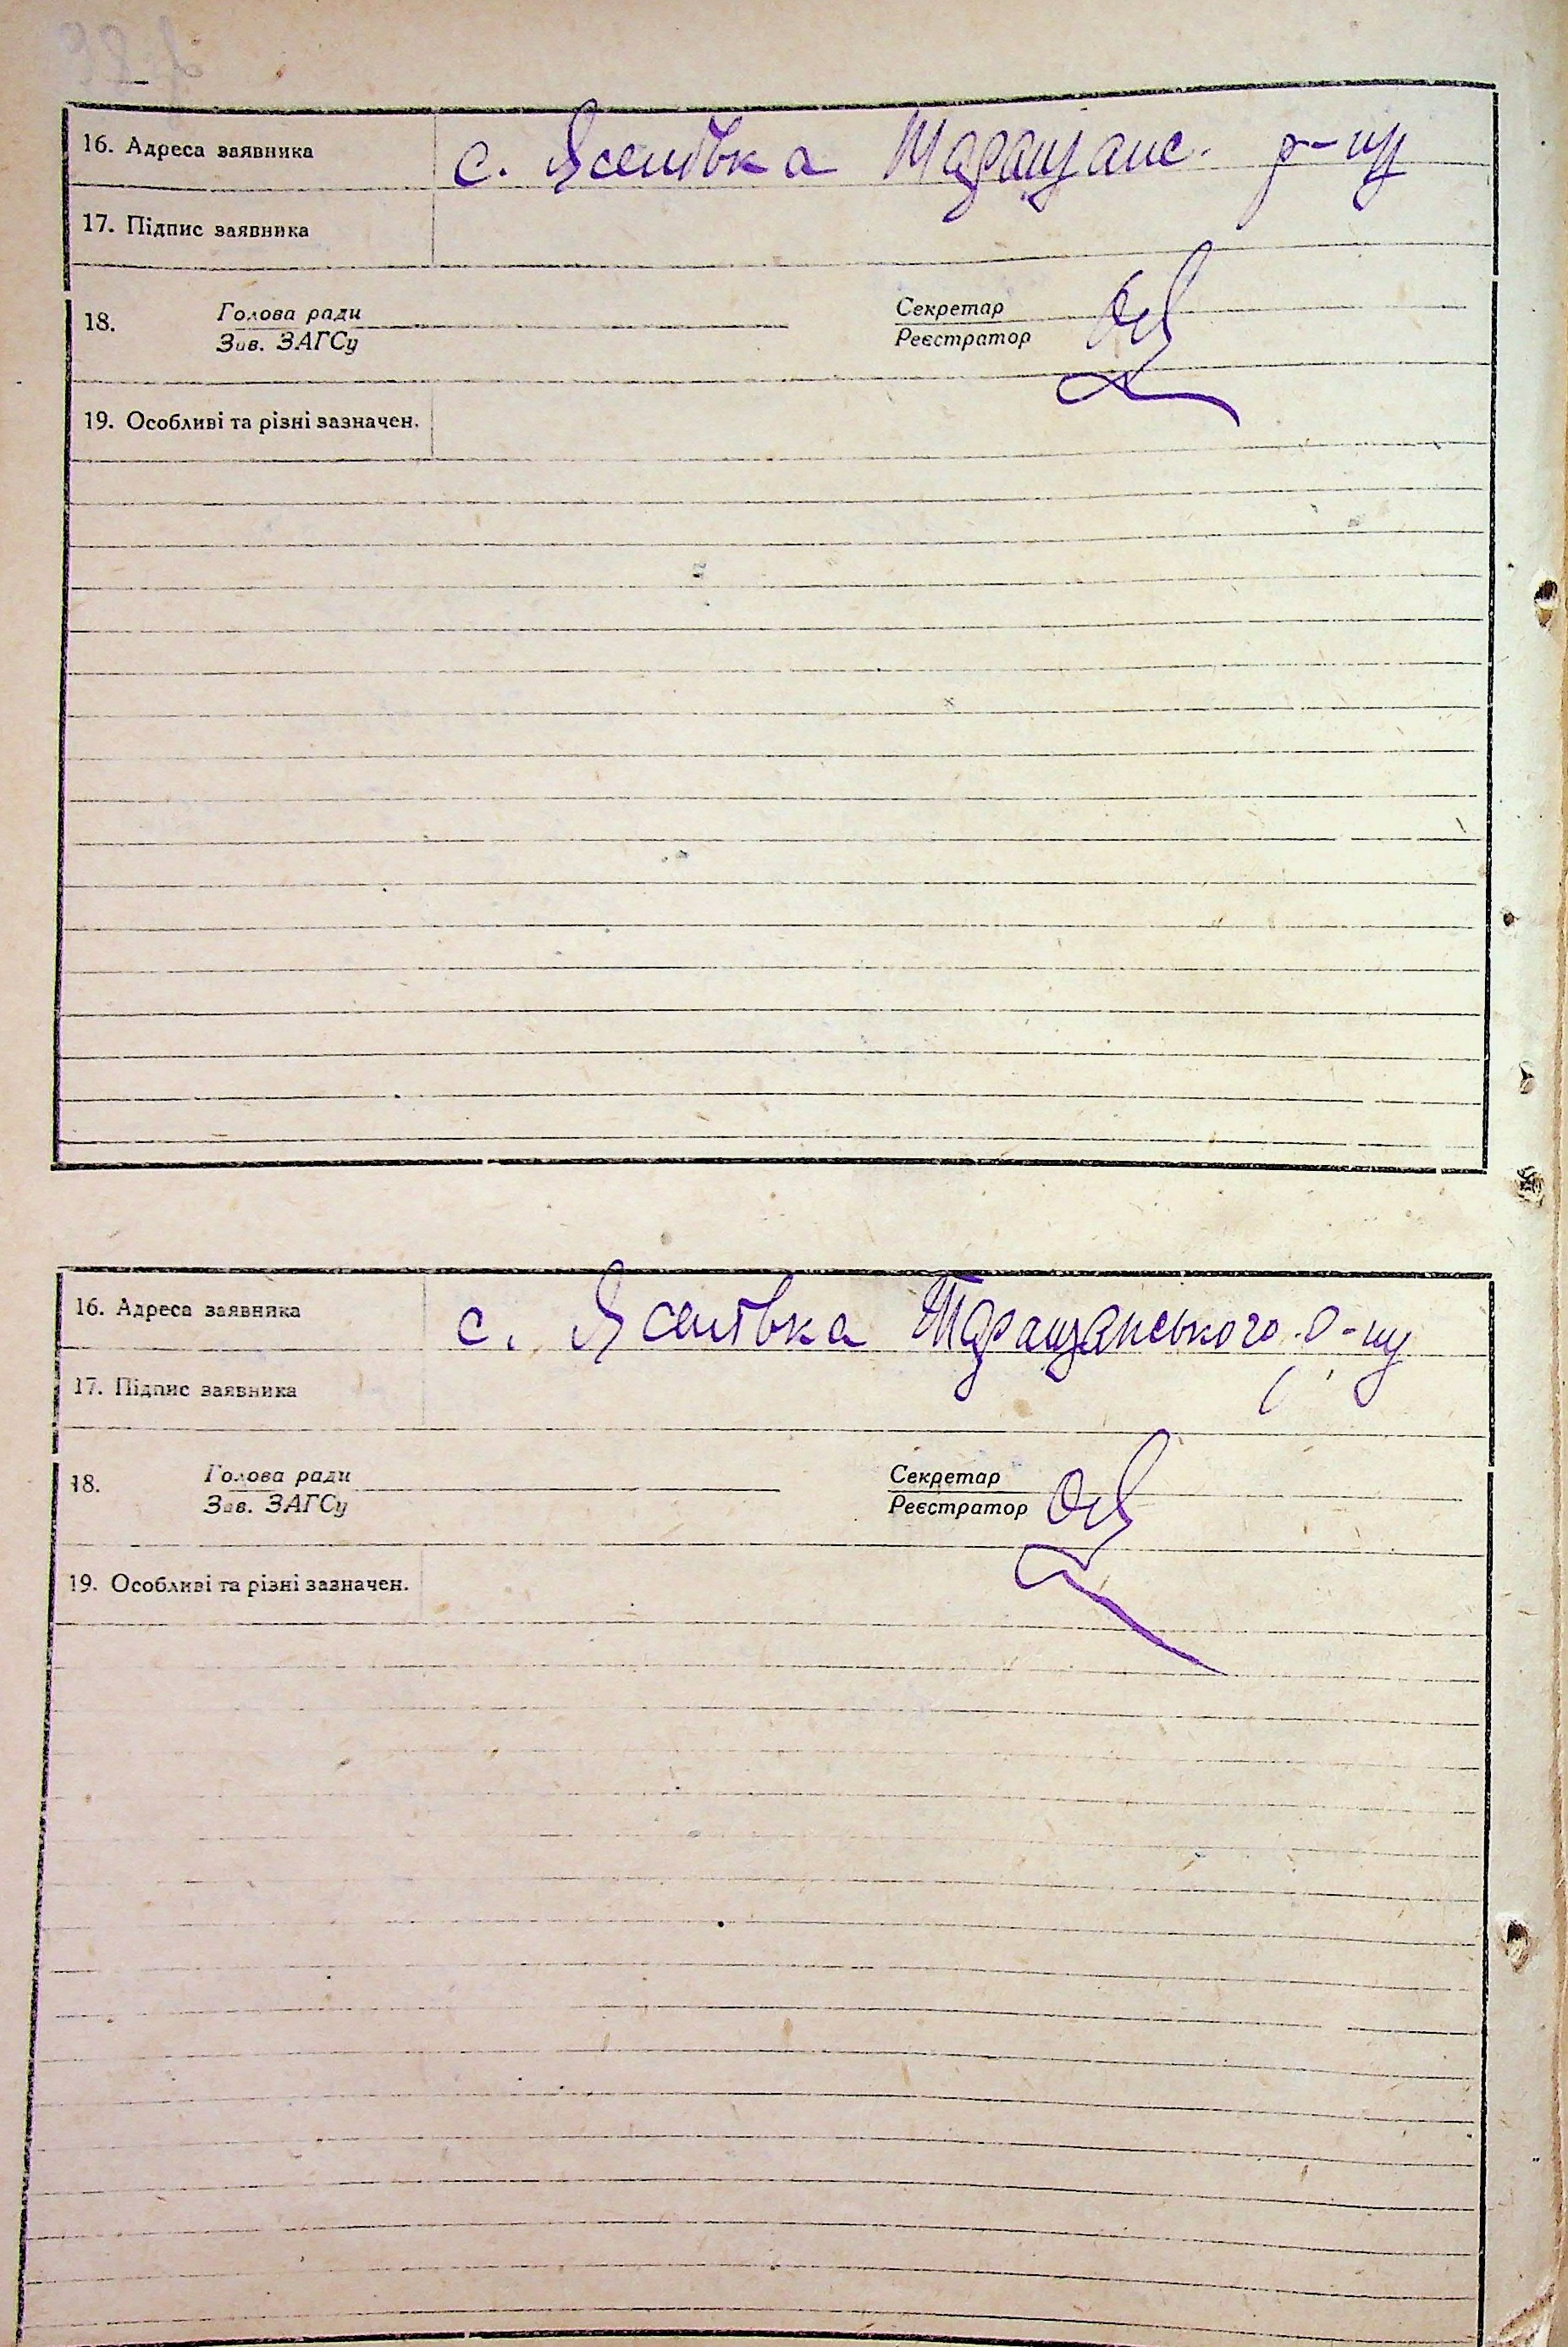 16. Адреса заявника с. Ясенівка Таращанс. р-ну
17. Підпис заявника
18. Голова ради Секретар
Зав. ЗАГСу Реєстратор
19. Особливі та різні зазначен.
16. Адреса заявника с. Ясенівка Таращанського р-ну
17. Підпис заявника
18. Голова ради Секретар
Зав. ЗАГСу Реєстратор
19. Особливі та різні зазначен.